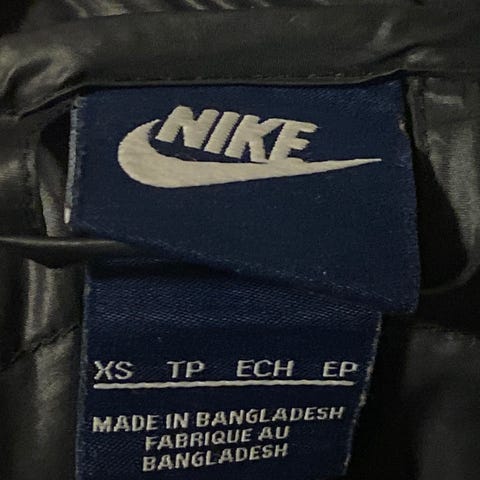 NIKE
XS TP ECH EP
MADE IN BANGLADESH
FABRIQUE AU
BANGLADESH